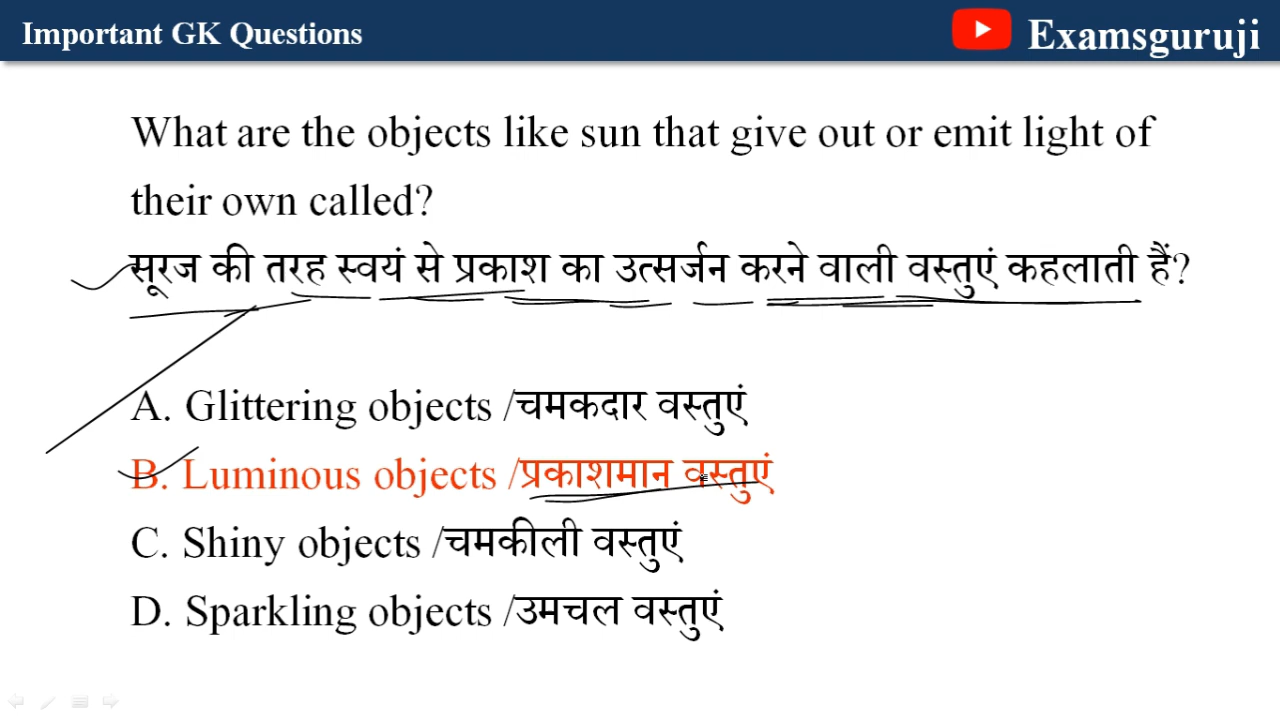 Important GK Questions
Examsguruji
What are the objects like sun that give out or emit light of
their own called?
सूरज की तरह स्वयं से प्रकाश का उत्सर्जन करने वाली वस्तुएं कहलाती हैं?
A. Glittering objects /चमकदार वस्तुएं
B. Luminous objects /प्रकाशमान वस्तुएं
C. Shiny objects /चमकीली वस्तुएं
D. Sparkling objects /उमचल वस्तुएं